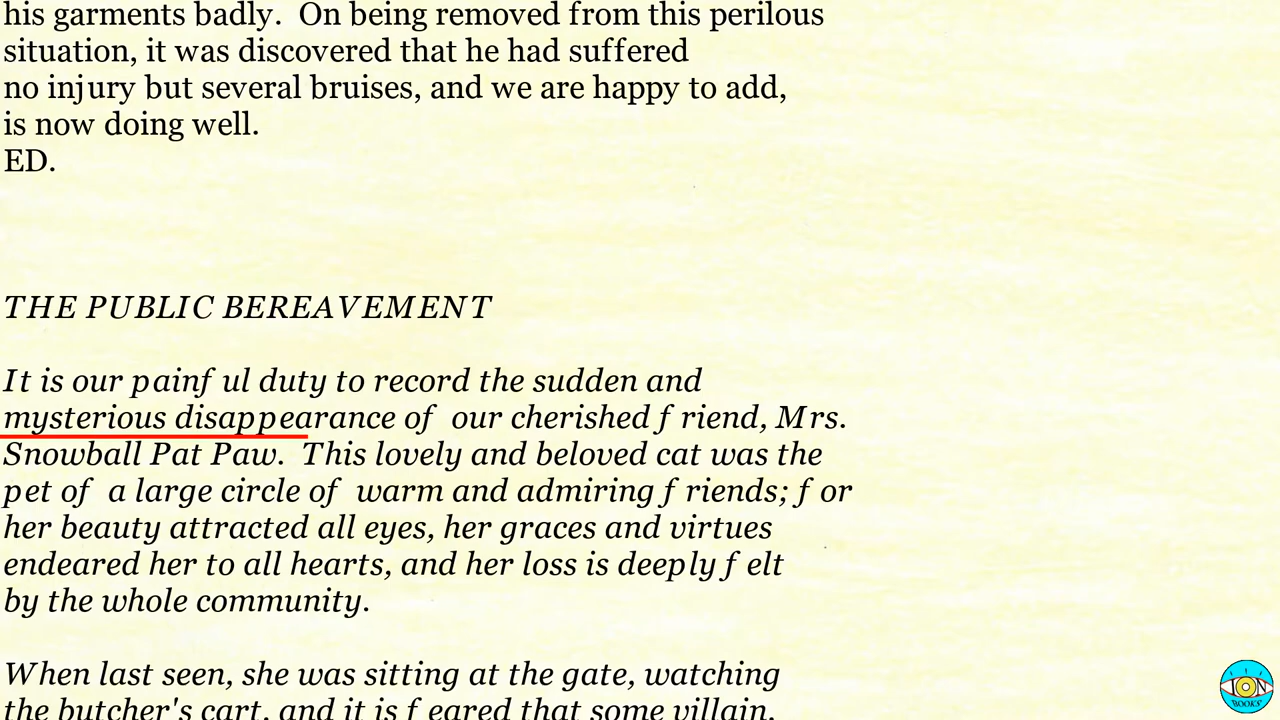 his garments badly.  On being removed from this perilous
situation, it was discovered that he had suffered
no injury but several bruises, and we are happy to add,
is now doing well.
ED.
THE PUBLIC BEREAVEMENT
It is our painful duty to record the sudden and
mysterious disappearance of our cherished friend, Mrs.
Snowball Pat Paw.  This lovely and beloved cat was the
pet of a large circle of warm and admiring friends; for
her beauty attracted all eyes, her graces and virtues
endeared her to all hearts, and her loss is deeply felt
by the whole community.
When last seen, she was sitting at the gate, watching
the butcher's cart, and it is feared that some villain,
ION
BOOKS